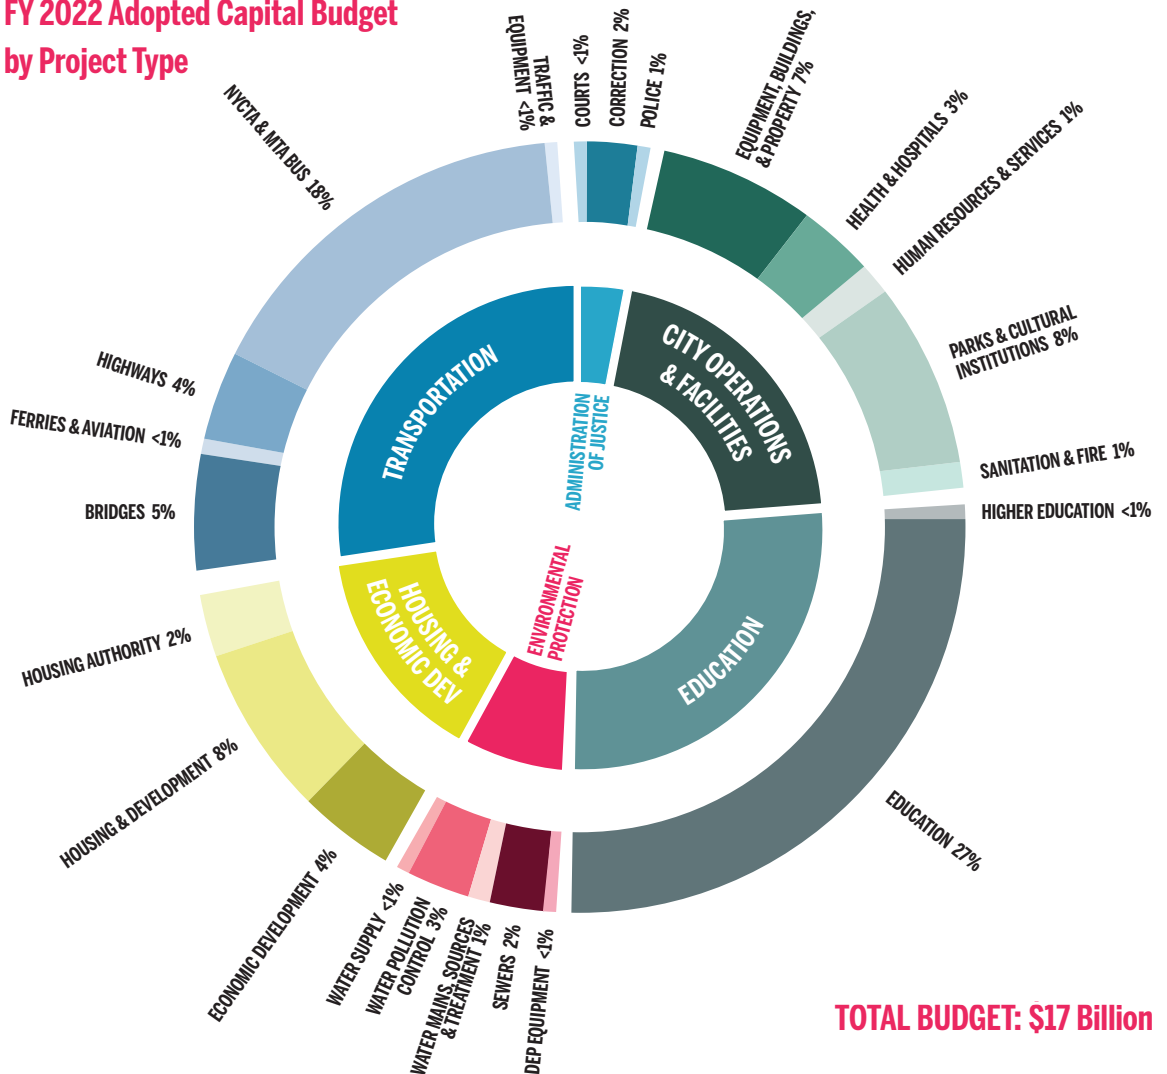 FY 2022 Adopted Capital Budget
by Project Type
TRAFFIC &
EQUIPMENT <1%
COURTS <1%
CORRECTION 2%
POLICE 1%
EQUIPMENT, BUILDINGS,
& PROPERTY 7%
HEALTH & HOSPITALS 3%
HUMAN RESOURCES & SERVICES 1%
PARKS & CULTURAL
INSTITUTIONS 8%
SANITATION & FIRE 1%
HIGHER EDUCATION <1%
EDUCATION 27%
DEP EQUIPMENT <1%
SEWERS 2%
WATER MAINS, SOURCES
& TREATMENT 1%
WATER POLLUTION
CONTROL 3%
WATER SUPPLY <1%
ECONOMIC DEVELOPMENT 4%
HOUSING & DEVELOPMENT 8%
HOUSING AUTHORITY 2%
BRIDGES 5%
FERRIES & AVIATION <1%
HIGHWAYS 4%
NYCTA & MTA BUS 18%
TRANSPORTATION
ADMINISTRATION
OF JUSTICE
CITY OPERATIONS
& FACILITIES
EDUCATION
ENVIRONMENTAL
PROTECTION
HOUSING &
ECONOMIC DEV
TOTAL BUDGET: $17 Billion